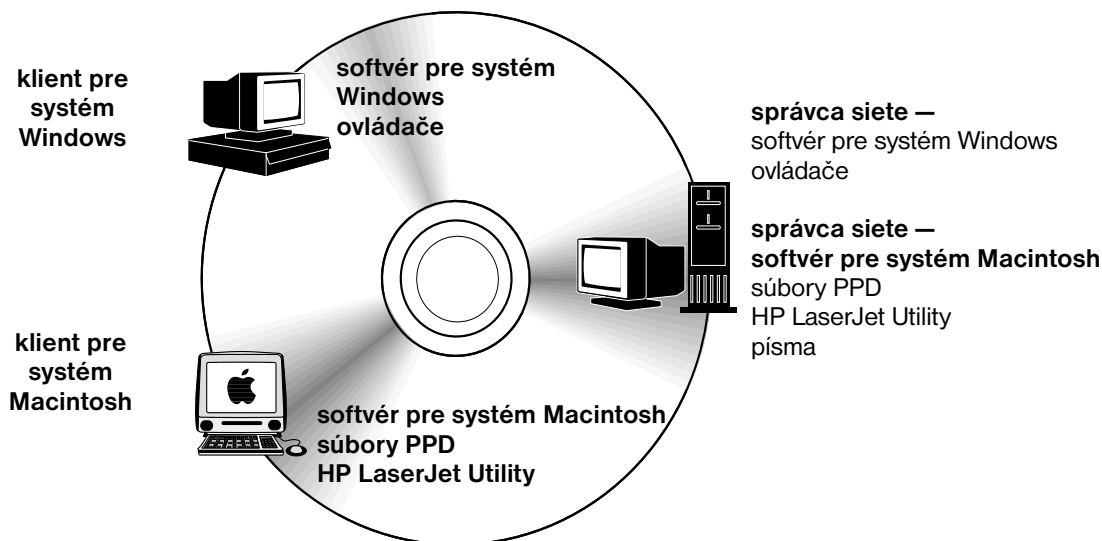 klient pre
systém
Windows
softvér pre systém
Windows
ovládače
správca siete —
softvér pre systém Windows
ovládače
správca siete —
softvér pre systém Macintosh
súbory PPD
HP LaserJet Utility
písma
klient pre
systém
Macintosh
softvér pre systém Macintosh
súbory PPD
HP LaserJet Utility